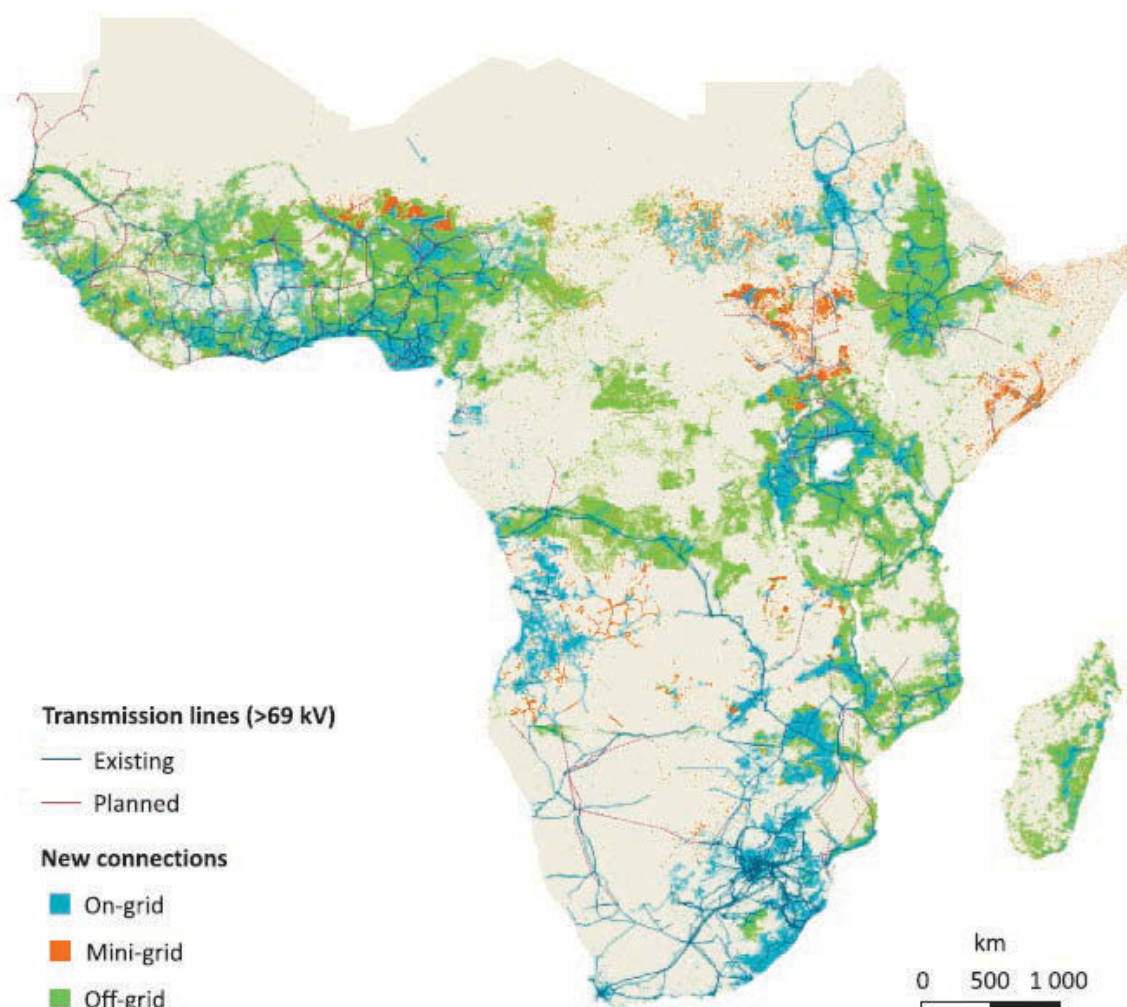 Transmission lines (>69 kV)
Existing
Planned
New connections
On-grid
Mini-grid
Off-grid
km
0 500 1 000